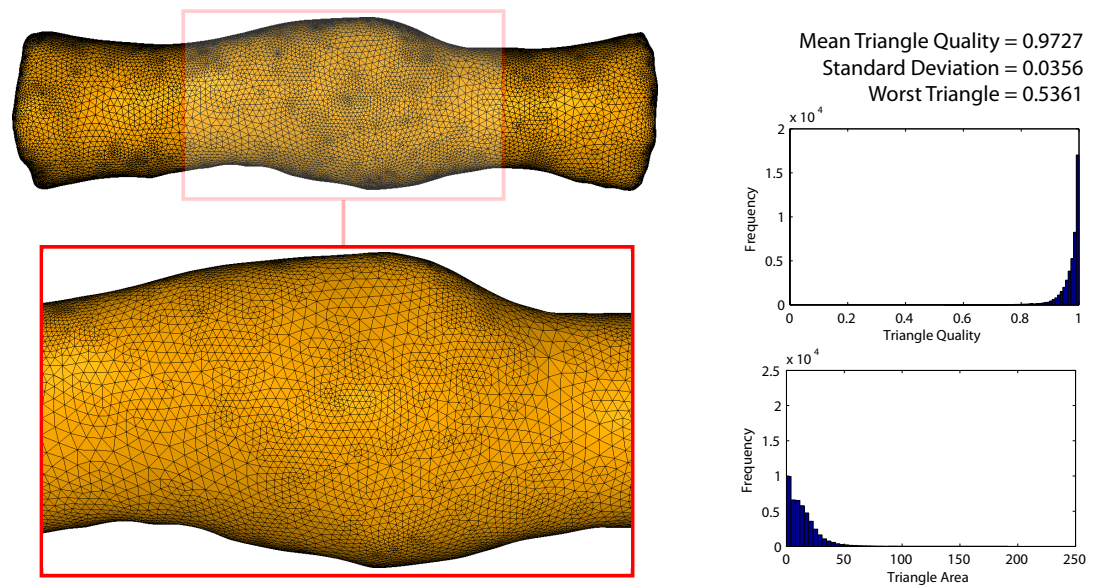 Mean Triangle Quality = 0.9727
Standard Deviation = 0.0356
Worst Triangle = 0.5361
x 10 4
2
1.5
1
0.5
0
Frequency
0 0.2 0.4 0.6 0.8 1
Triangle Quality
x 10 4
2.5
2
1.5
1
0.5
0
Frequency
0 50 100 150 200 250
Triangle Area